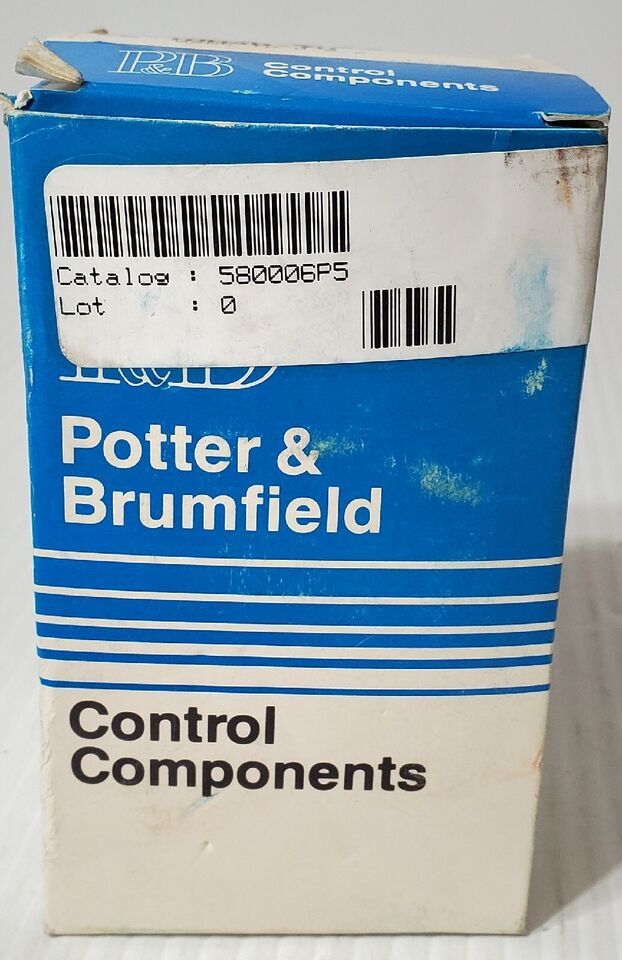 P&B Control
Components
Catalog : 580006P5
Lot : 0
P&B
Potter &
Brumfield
Control
Components